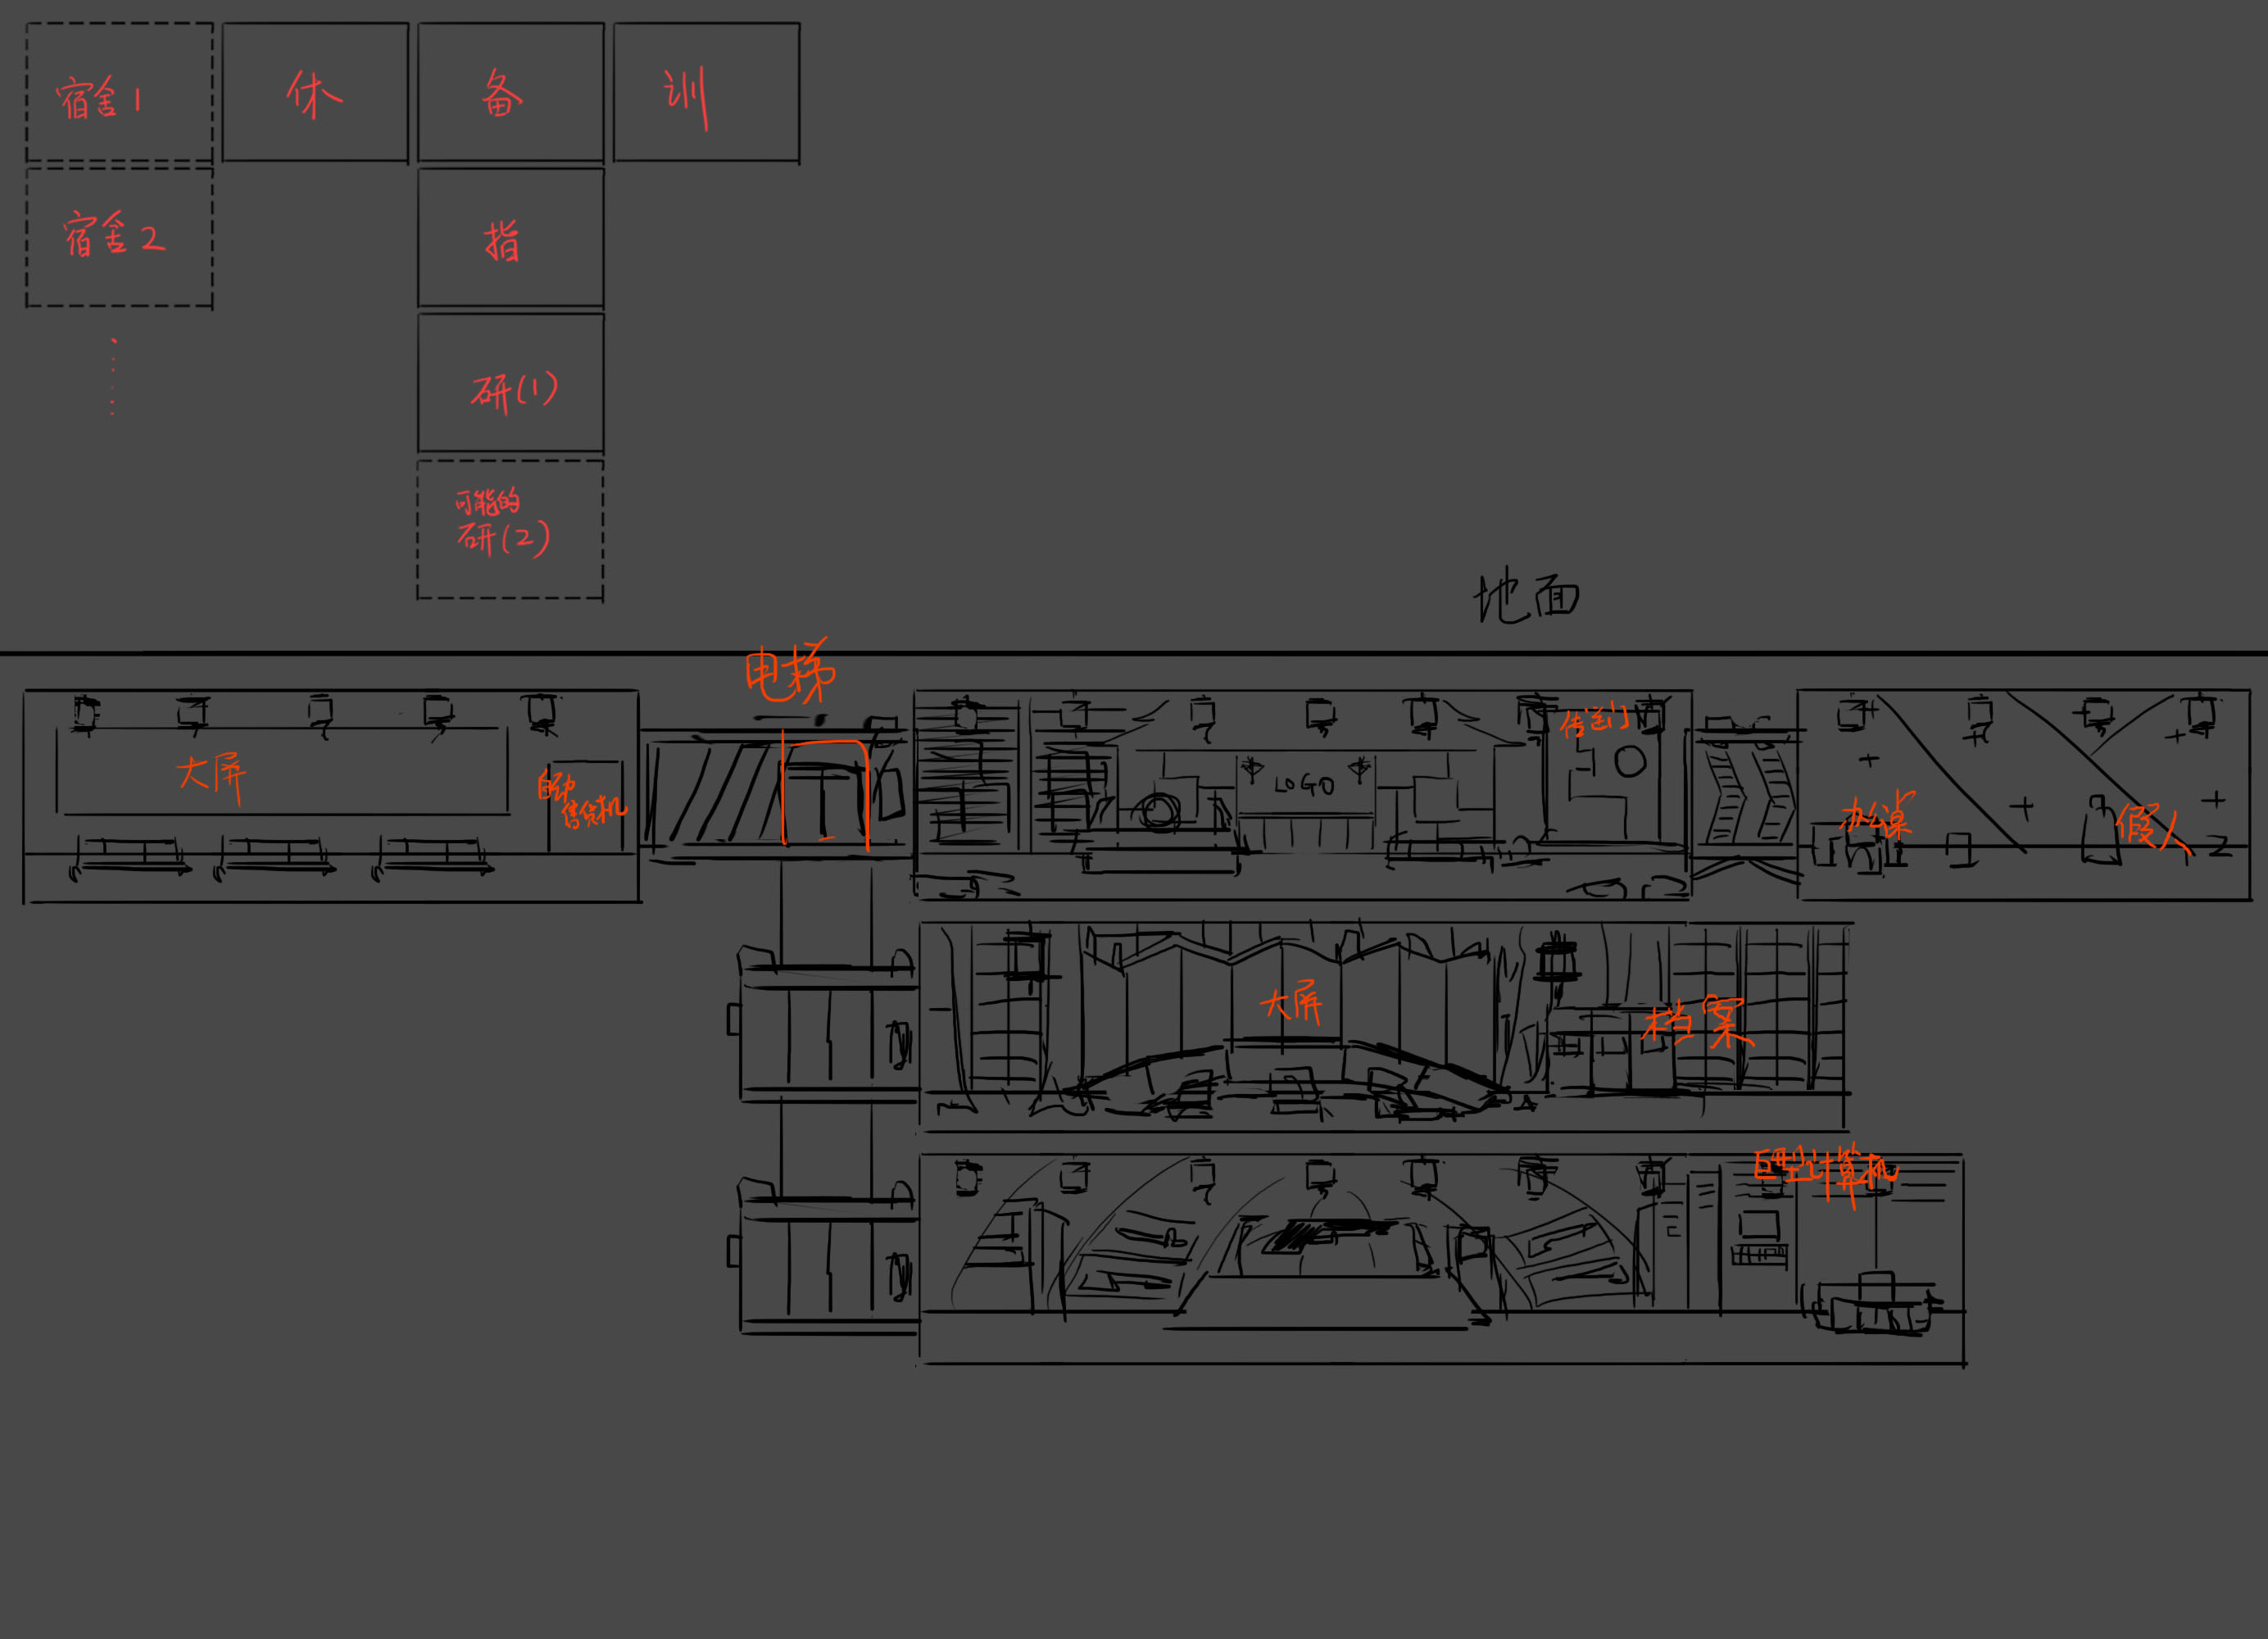 宿舍1
休
备
训
宿舍2
指
研(1)
可能的
研(2)
地面
电梯
传送门
大屏
自动
售货机
LOGO
办公桌
假人
大屏
档案
巨型计算机